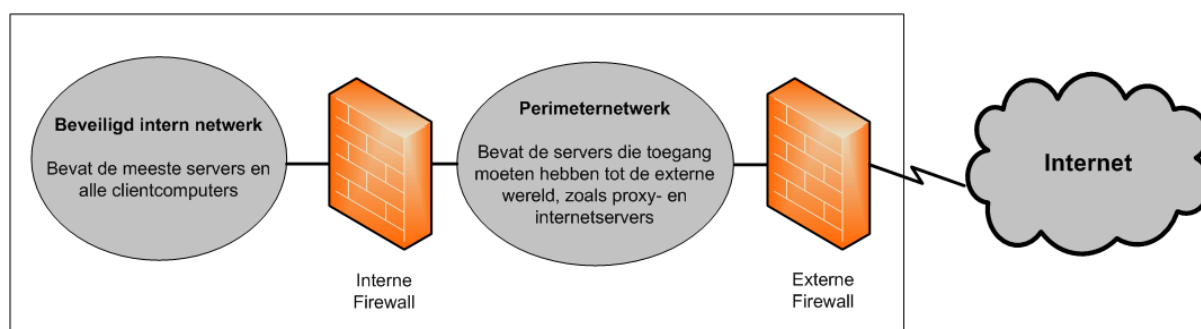 Beveiligd intern netwerk
Bevat de meeste servers en
alle clientcomputers
Interne
Firewall
Perimeternetwerk
Bevat de servers die toegang
moeten hebben tot de externe
wereld, zoals proxy- en
internetservers
Externe
Firewall
Internet